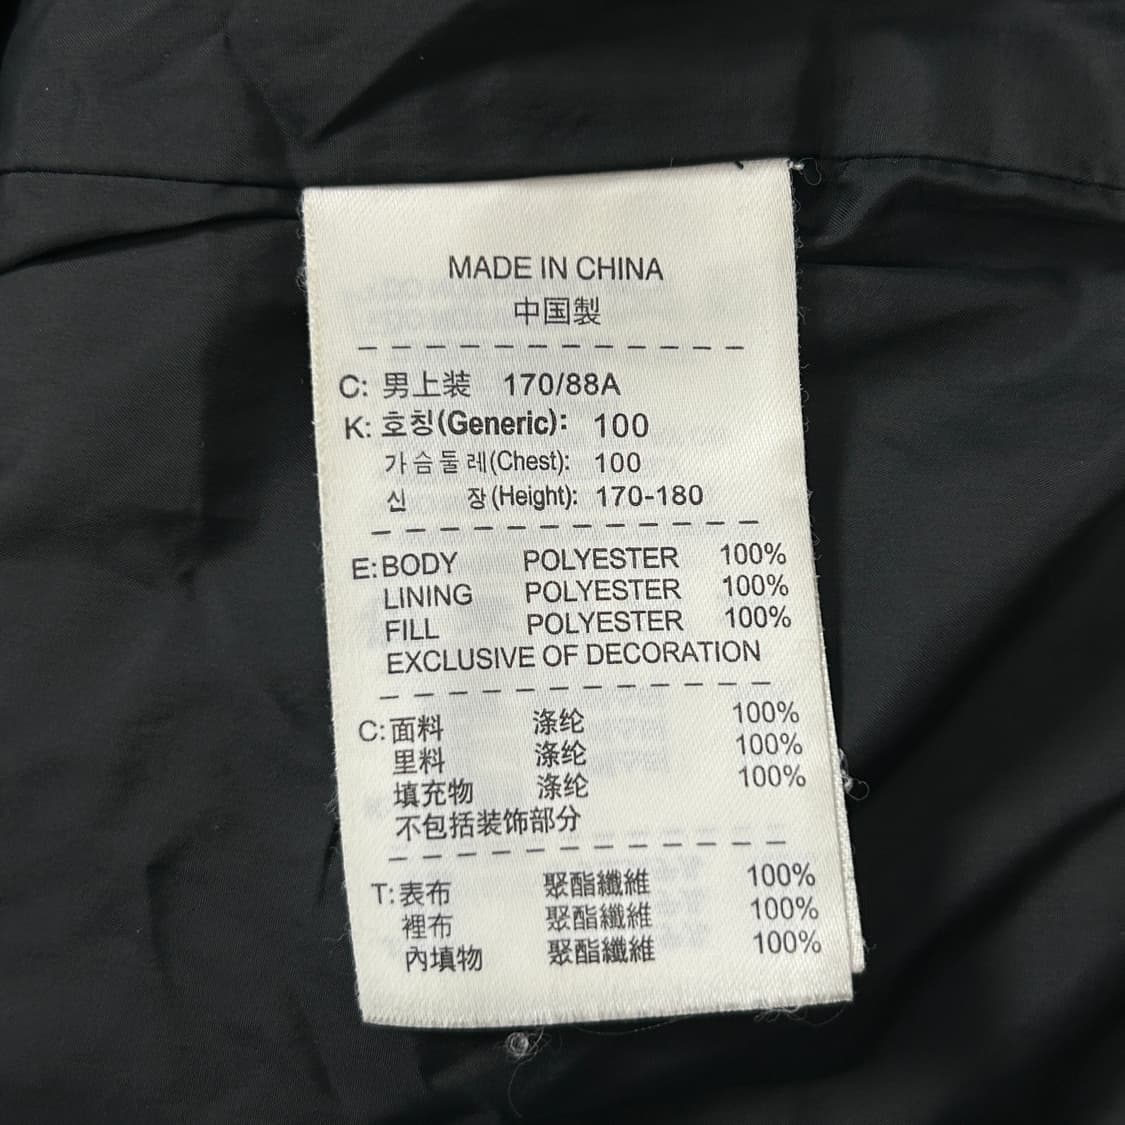 MADE IN CHINA
中国製
C: 男上装 170/88A
K: 호칭(Generic): 100
가슴둘레(Chest): 100
신 장(Height): 170-180
E: BODY POLYESTER 100%
LINING POLYESTER 100%
FILL POLYESTER 100%
EXCLUSIVE OF DECORATION
C: 面料 涤纶 100%
里料 涤纶 100%
填充物 涤纶 100%
不包括装饰部分
T: 表布 聚酯纖維 100%
裡布 聚酯纖維 100%
內填物 聚酯纖維 100%